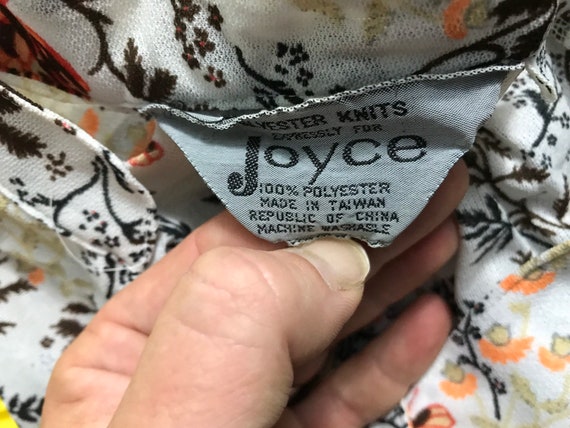 YESTER KNITS
EXPRESSLY FOR
Joyce
100% POLYESTER
MADE IN TAIWAN
REPUBLIC OF CHINA
MACHINE WASHABLE